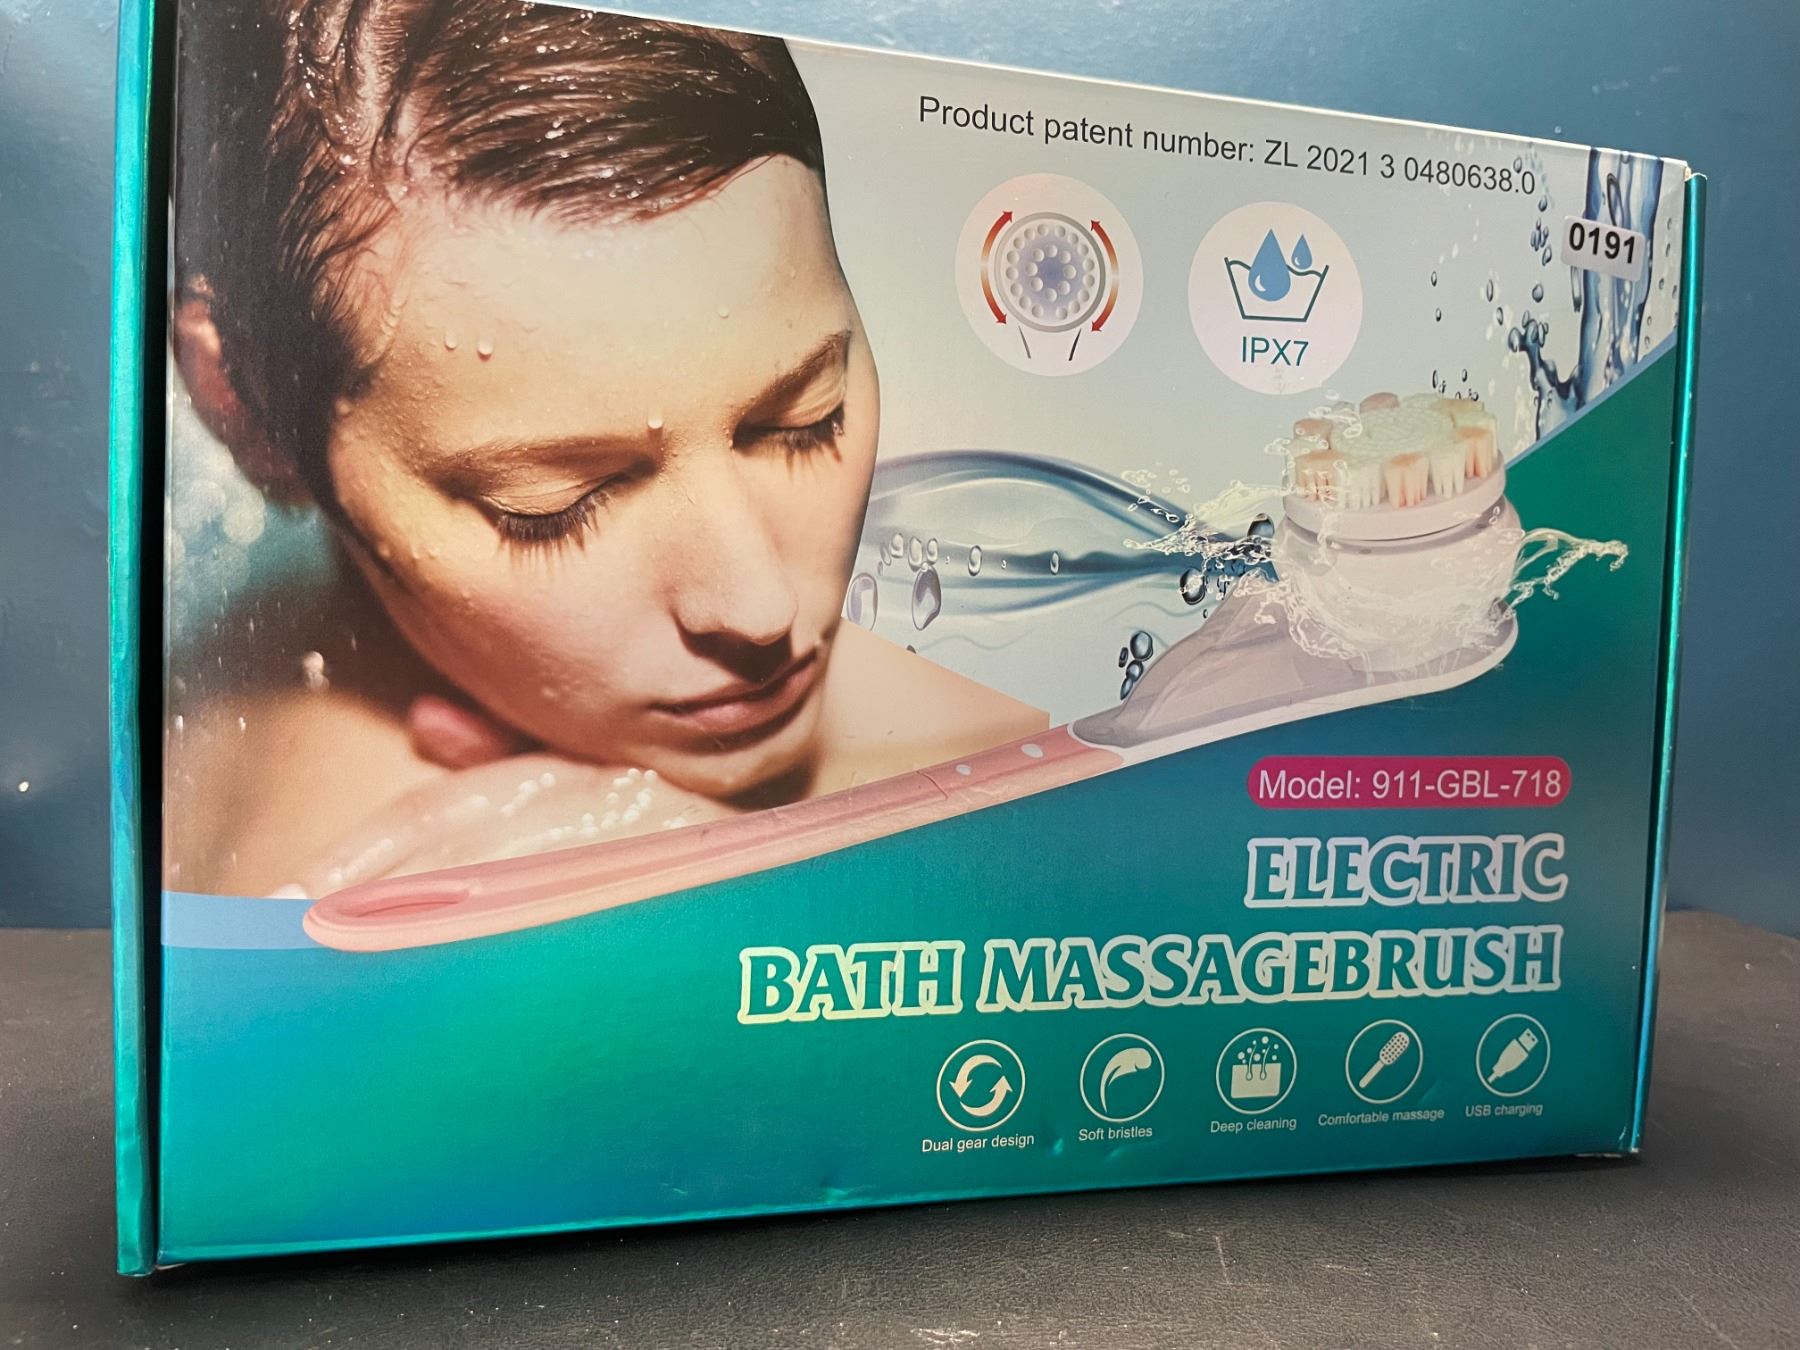 Product patent number: ZL 2021 3 0480638.0
0191
IPX7
Model: 911-GBL-718
ELECTRIC
BATH MASSAGEBRUSH
Dual gear design
Soft bristles
Deep cleaning
Comfortable massage
USB charging